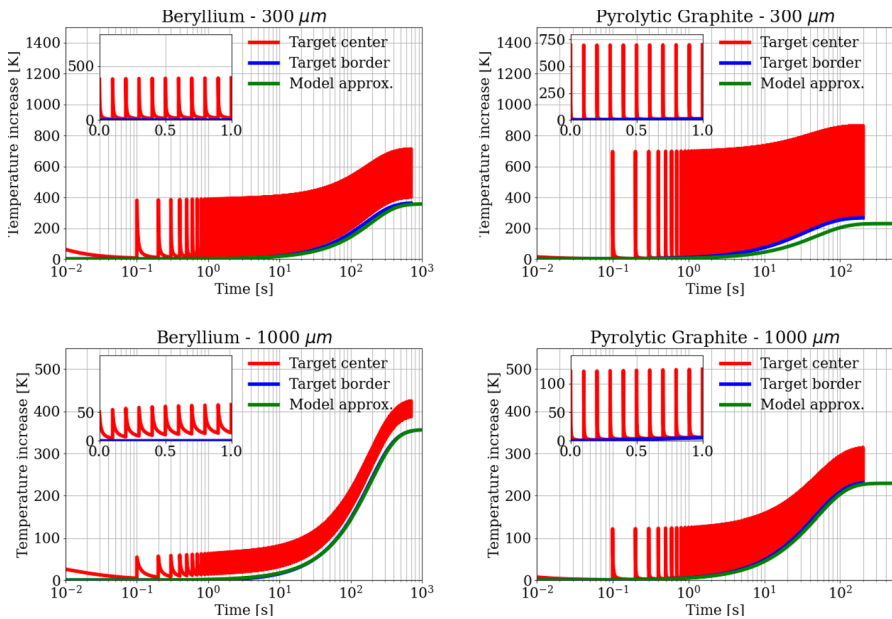 Beryllium - 300 μm
Temperature increase [K]
1400
1200
1000
800
600
400
200
0
500
0
0.0 0.5 1.0
Target center
Target border
Model approx.
10⁻² 10⁻¹ 10⁰ 10¹ 10² 10³
Time [s]
Pyrolytic Graphite - 300 μm
Temperature increase [K]
1400
1200
1000
800
600
400
200
0
750
500
250
0
0.0 0.5 1.0
Target center
Target border
Model approx.
10⁻² 10⁻¹ 10⁰ 10¹ 10²
Time [s]
Beryllium - 1000 μm
Temperature increase [K]
500
400
300
200
100
0
50
0
0.0 0.5 1.0
Target center
Target border
Model approx.
10⁻² 10⁻¹ 10⁰ 10¹ 10² 10³
Time [s]
Pyrolytic Graphite - 1000 μm
Temperature increase [K]
500
400
300
200
100
0
100
50
0
0.0 0.5 1.0
Target center
Target border
Model approx.
10⁻² 10⁻¹ 10⁰ 10¹ 10²
Time [s]